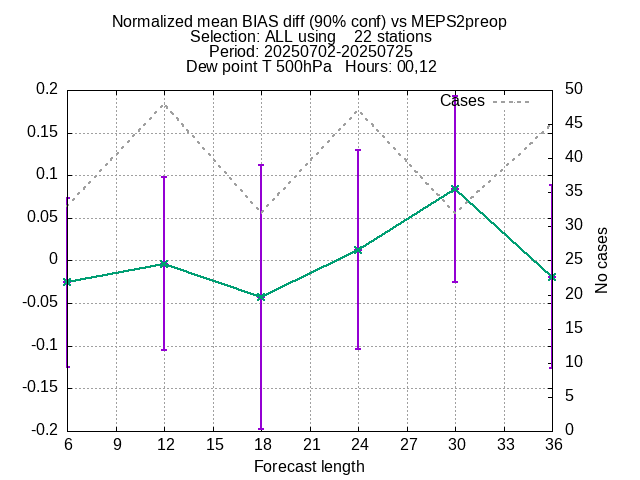 Normalized mean BIAS diff (90% conf) vs MEPS2preop
Selection: ALL using    22 stations
Period: 20250702-20250725
Dew point T 500hPa   Hours: 00,12
Cases
0.2
0.15
0.1
0.05
0
-0.05
-0.1
-0.15
-0.2
50
45
40
35
30
25
20
15
10
5
0
No cases
6 9 12 15 18 21 24 27 30 33 36
Forecast length